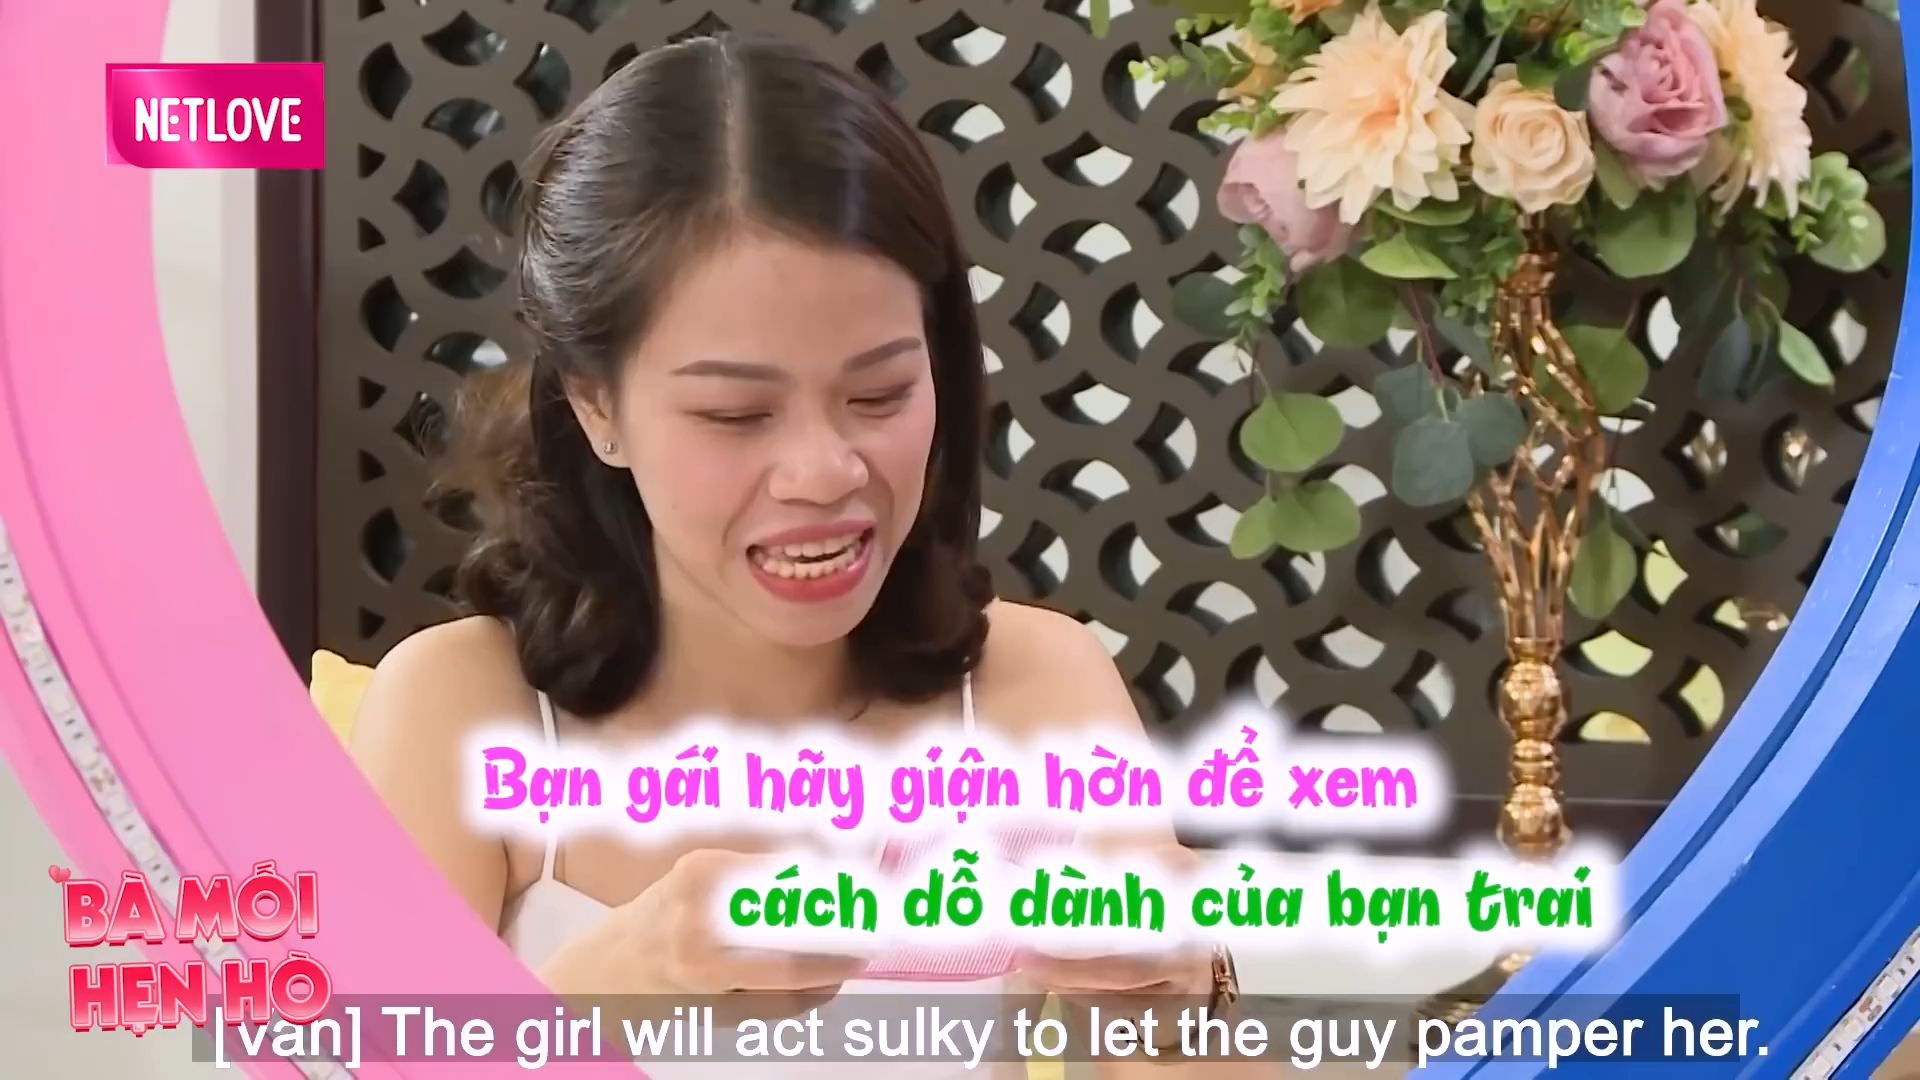 NETLOVE
Bạn gái hãy giận hờn để xem
cách dỗ dành của bạn trai
BÀ MỐI
HẸN HÒ
[vân] The girl will act sulky to let the guy pamper her.